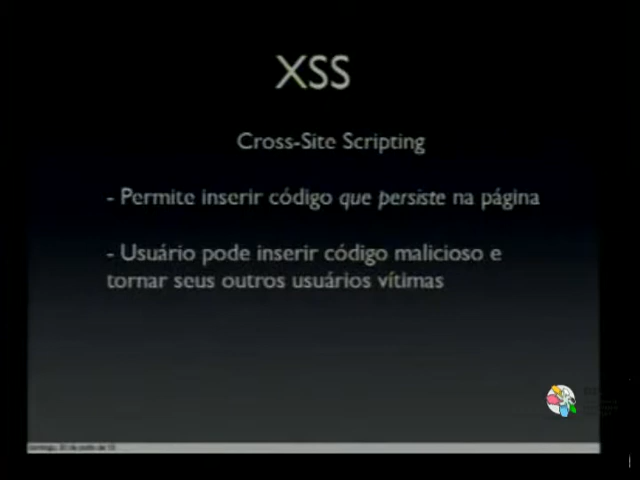 XSS
Cross-Site Scripting
- Permite inserir código que persiste na página
- Usuário pode inserir código malicioso e
tornar seus outros usuários vítimas